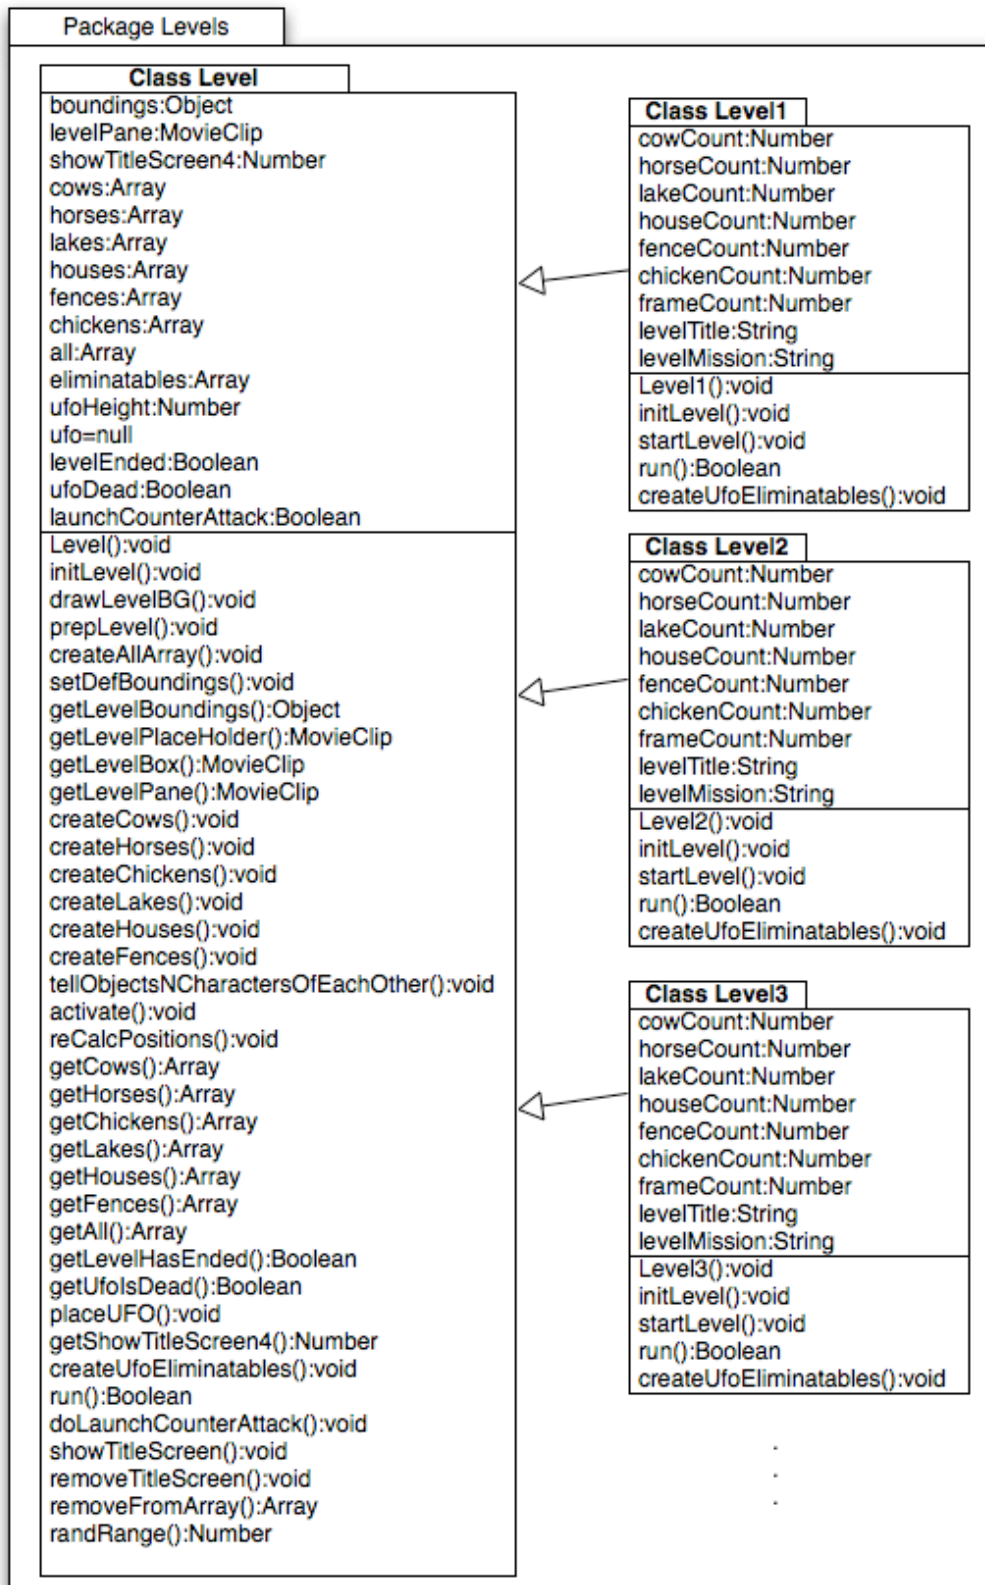 Package Levels
Class Level
boundings:Object
levelPane:MovieClip
showTitleScreen4:Number
cows:Array
horses:Array
lakes:Array
houses:Array
fences:Array
chickens:Array
all:Array
eliminatables:Array
ufoHeight:Number
ufo=null
levelEnded:Boolean
ufoDead:Boolean
launchCounterAttack:Boolean
Level():void
initLevel():void
drawLevelBG():void
prepLevel():void
createAllArray():void
setDefBoundings():void
getLevelBoundings():Object
getLevelPlaceHolder():MovieClip
getLevelBox():MovieClip
getLevelPane():MovieClip
createCows():void
createHorses():void
createChickens():void
createLakes():void
createHouses():void
createFences():void
tellObjectsNCharactersOfEachOther():void
activate():void
reCalcPositions():void
getCows():Array
getHorses():Array
getChickens():Array
getLakes():Array
getHouses():Array
getFences():Array
getAll():Array
getLevelHasEnded():Boolean
getUfoIsDead():Boolean
placeUFO():void
getShowTitleScreen4():Number
createUfoEliminatables():void
run():Boolean
doLaunchCounterAttack():void
showTitleScreen():void
removeTitleScreen():void
removeFromArray():Array
randRange():Number
Class Level1
cowCount:Number
horseCount:Number
lakeCount:Number
houseCount:Number
fenceCount:Number
chickenCount:Number
frameCount:Number
levelTitle:String
levelMission:String
Level1():void
initLevel():void
startLevel():void
run():Boolean
createUfoEliminatables():void
Class Level2
cowCount:Number
horseCount:Number
lakeCount:Number
houseCount:Number
fenceCount:Number
chickenCount:Number
frameCount:Number
levelTitle:String
levelMission:String
Level2():void
initLevel():void
startLevel():void
run():Boolean
createUfoEliminatables():void
Class Level3
cowCount:Number
horseCount:Number
lakeCount:Number
houseCount:Number
fenceCount:Number
chickenCount:Number
frameCount:Number
levelTitle:String
levelMission:String
Level3():void
initLevel():void
startLevel():void
run():Boolean
createUfoEliminatables():void
.
.
.